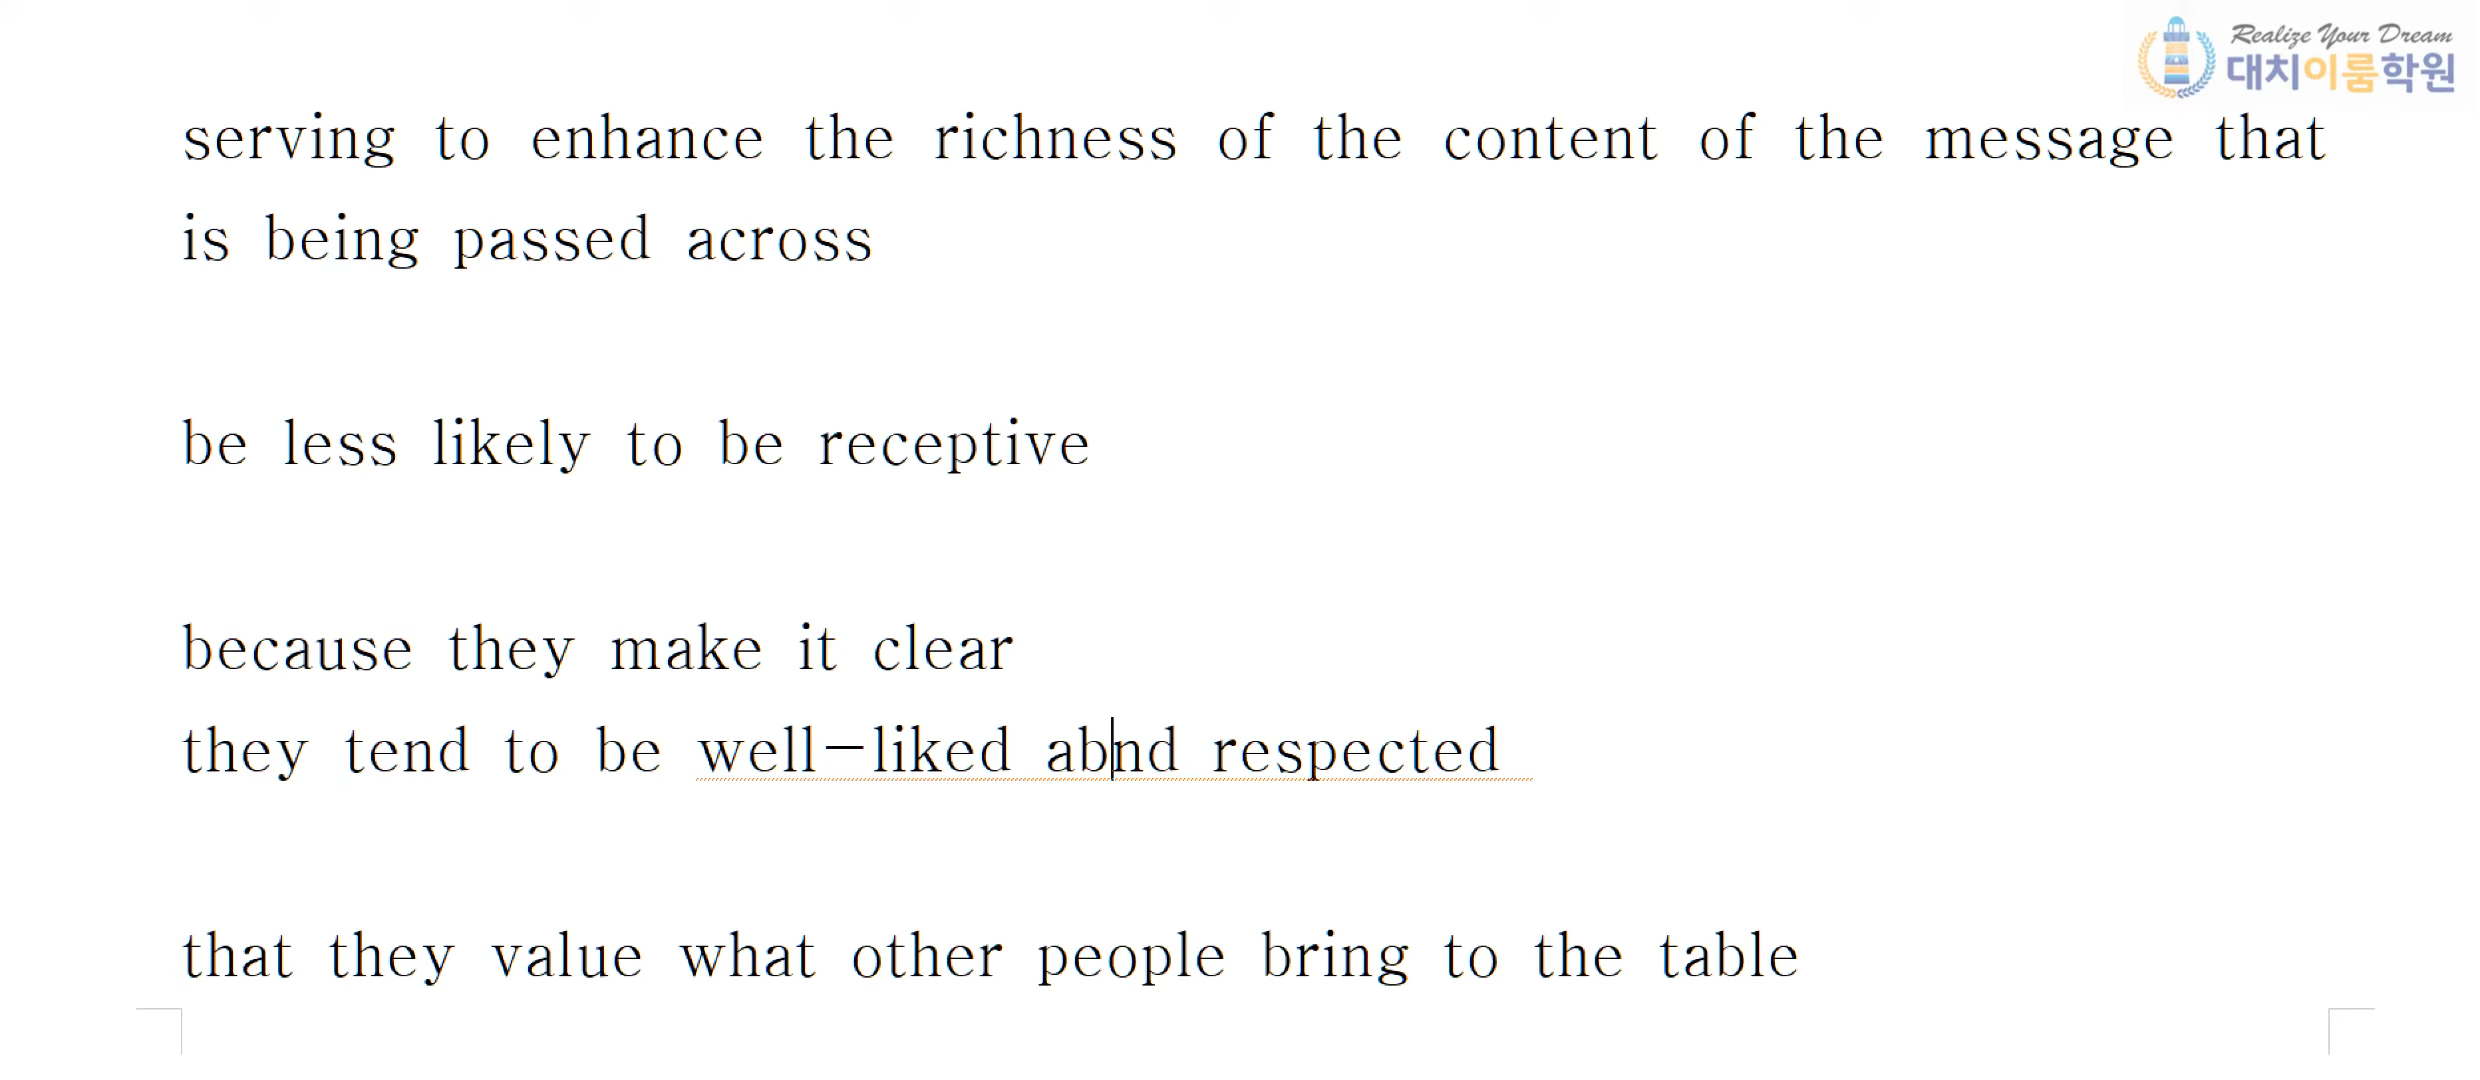 Realize Your Dream
대치이룸학원
serving to enhance the richness of the content of the message that
is being passed across
be less likely to be receptive
because they make it clear
they tend to be well-liked abnd respected
that they value what other people bring to the table